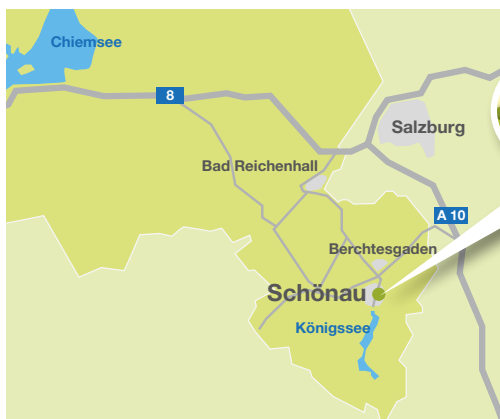 Chiemsee
8
Salzburg
Bad Reichenhall
A 10
Berchtesgaden
Schönau
Königssee